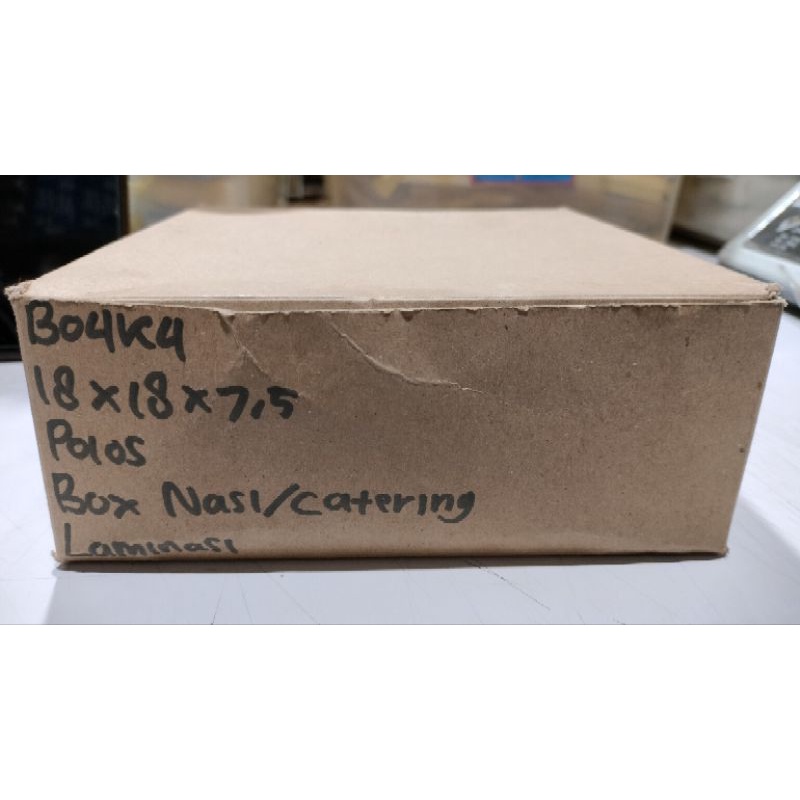 B04K4
18x18x7,5
Polos
Box Nasi/catering
Laminasi